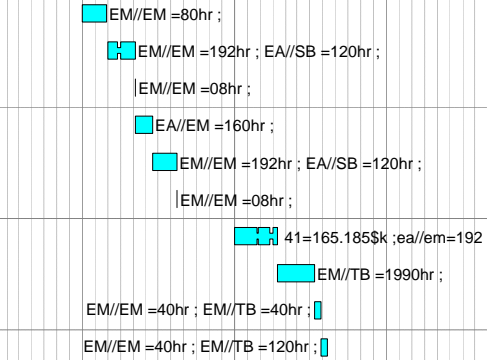 EM//EM =80hr ;
EM//EM =192hr ; EA//SB =120hr ;
EM//EM =08hr ;
EA//EM =160hr ;
EM//EM =192hr ; EA//SB =120hr ;
EM//EM =08hr ;
41=165.185$k ;ea//em=192
EM//TB =1990hr ;
EM//EM =40hr ; EM//TB =40hr ;
EM//EM =40hr ; EM//TB =120hr ;